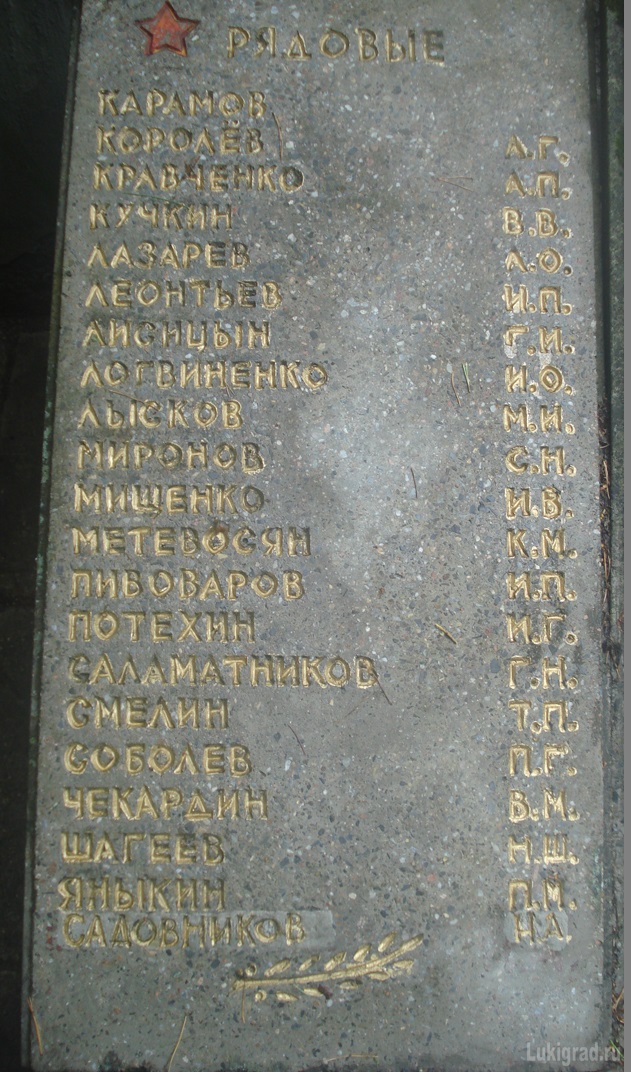 РЯДОВЫЕ
КАРАМОВ
КОРОЛЁВ А.Г.
КРАВЧЕНКО А.П.
КУЧКИН В.В.
ЛАЗАРЕВ Л.О.
ЛЕОНТЬЕВ И.П.
ЛИСИЦЫН Г.И.
ЛОГВИНЕНКО И.О.
ЛЫСКОВ М.И.
МИРОНОВ С.Н.
МИЩЕНКО И.В.
МЕТЕВОСЯН К.М.
ПИВОВАРОВ И.П.
ПОТЕХИН И.Г.
САЛАМАТНИКОВ Г.Н.
СМЕЛИН Т.П.
СОБОЛЕВ П.Г.
ЧЕКАРДИН В.М.
ШАГЕЕВ Н.Ш.
ЯНЫКИН П.М.
САДОВНИКОВ Н.А.
Lukigrad.ru